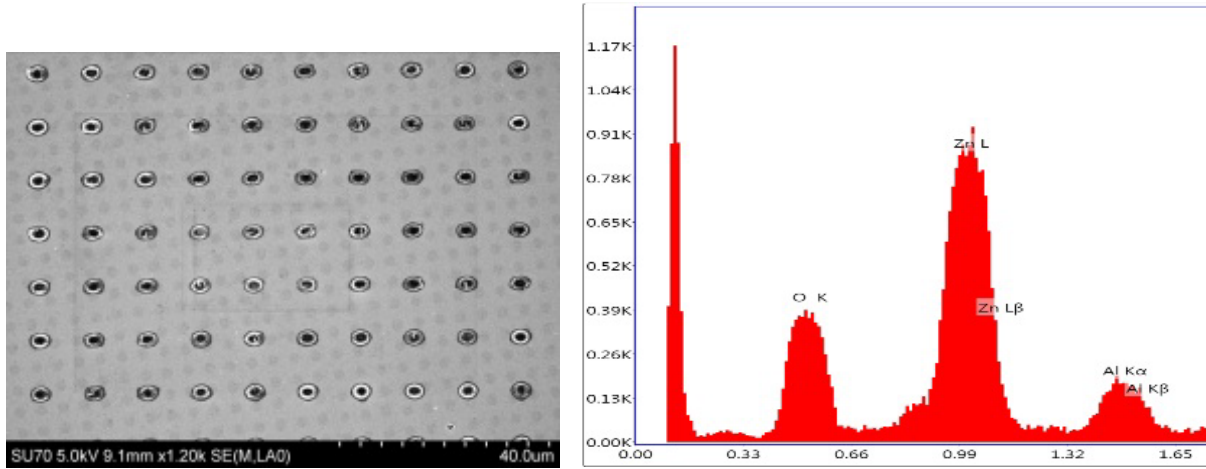 SU70 5.0kV 9.1mm x1.20k SE(M,LA0) 40.0um
1.17K
1.04K
0.91K
0.78K
0.65K
0.52K
0.39K
0.26K
0.13K
0.00K
Zn L
O K
Zn Lβ
Al Kα
Al Kβ
0.00 0.33 0.66 0.99 1.32 1.65